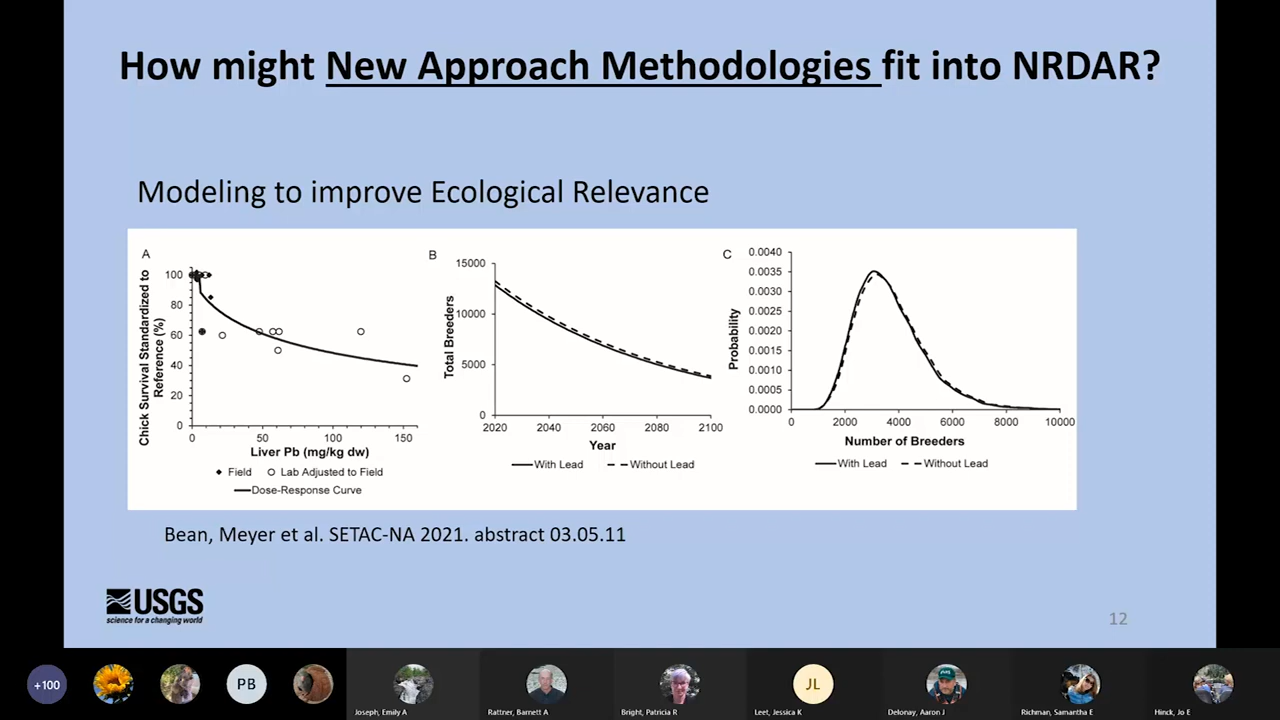 How might New Approach Methodologies fit into NRDAR?
Modeling to improve Ecological Relevance
A
Chick Survival Standardized to
Reference (%)
100
80
60
40
20
0
0 50 100 150
Liver Pb (mg/kg dw)
Field Lab Adjusted to Field
Dose-Response Curve
B
Total Breeders
15000
10000
5000
0
2020 2040 2060 2080 2100
Year
With Lead Without Lead
C
Probability
0.0040
0.0035
0.0030
0.0025
0.0020
0.0015
0.0010
0.0005
0.0000
0 2000 4000 6000 8000 10000
Number of Breeders
With Lead Without Lead
Bean, Meyer et al. SETAC-NA 2021. abstract 03.05.11
USGS
science for a changing world
12
+100
PB
JL
Joseph, Emily A
Rattner, Barnett A
Bright, Patricia R
Leet, Jessica K
Delonay, Aaron J
Richman, Samantha E
Hinck, Jo E